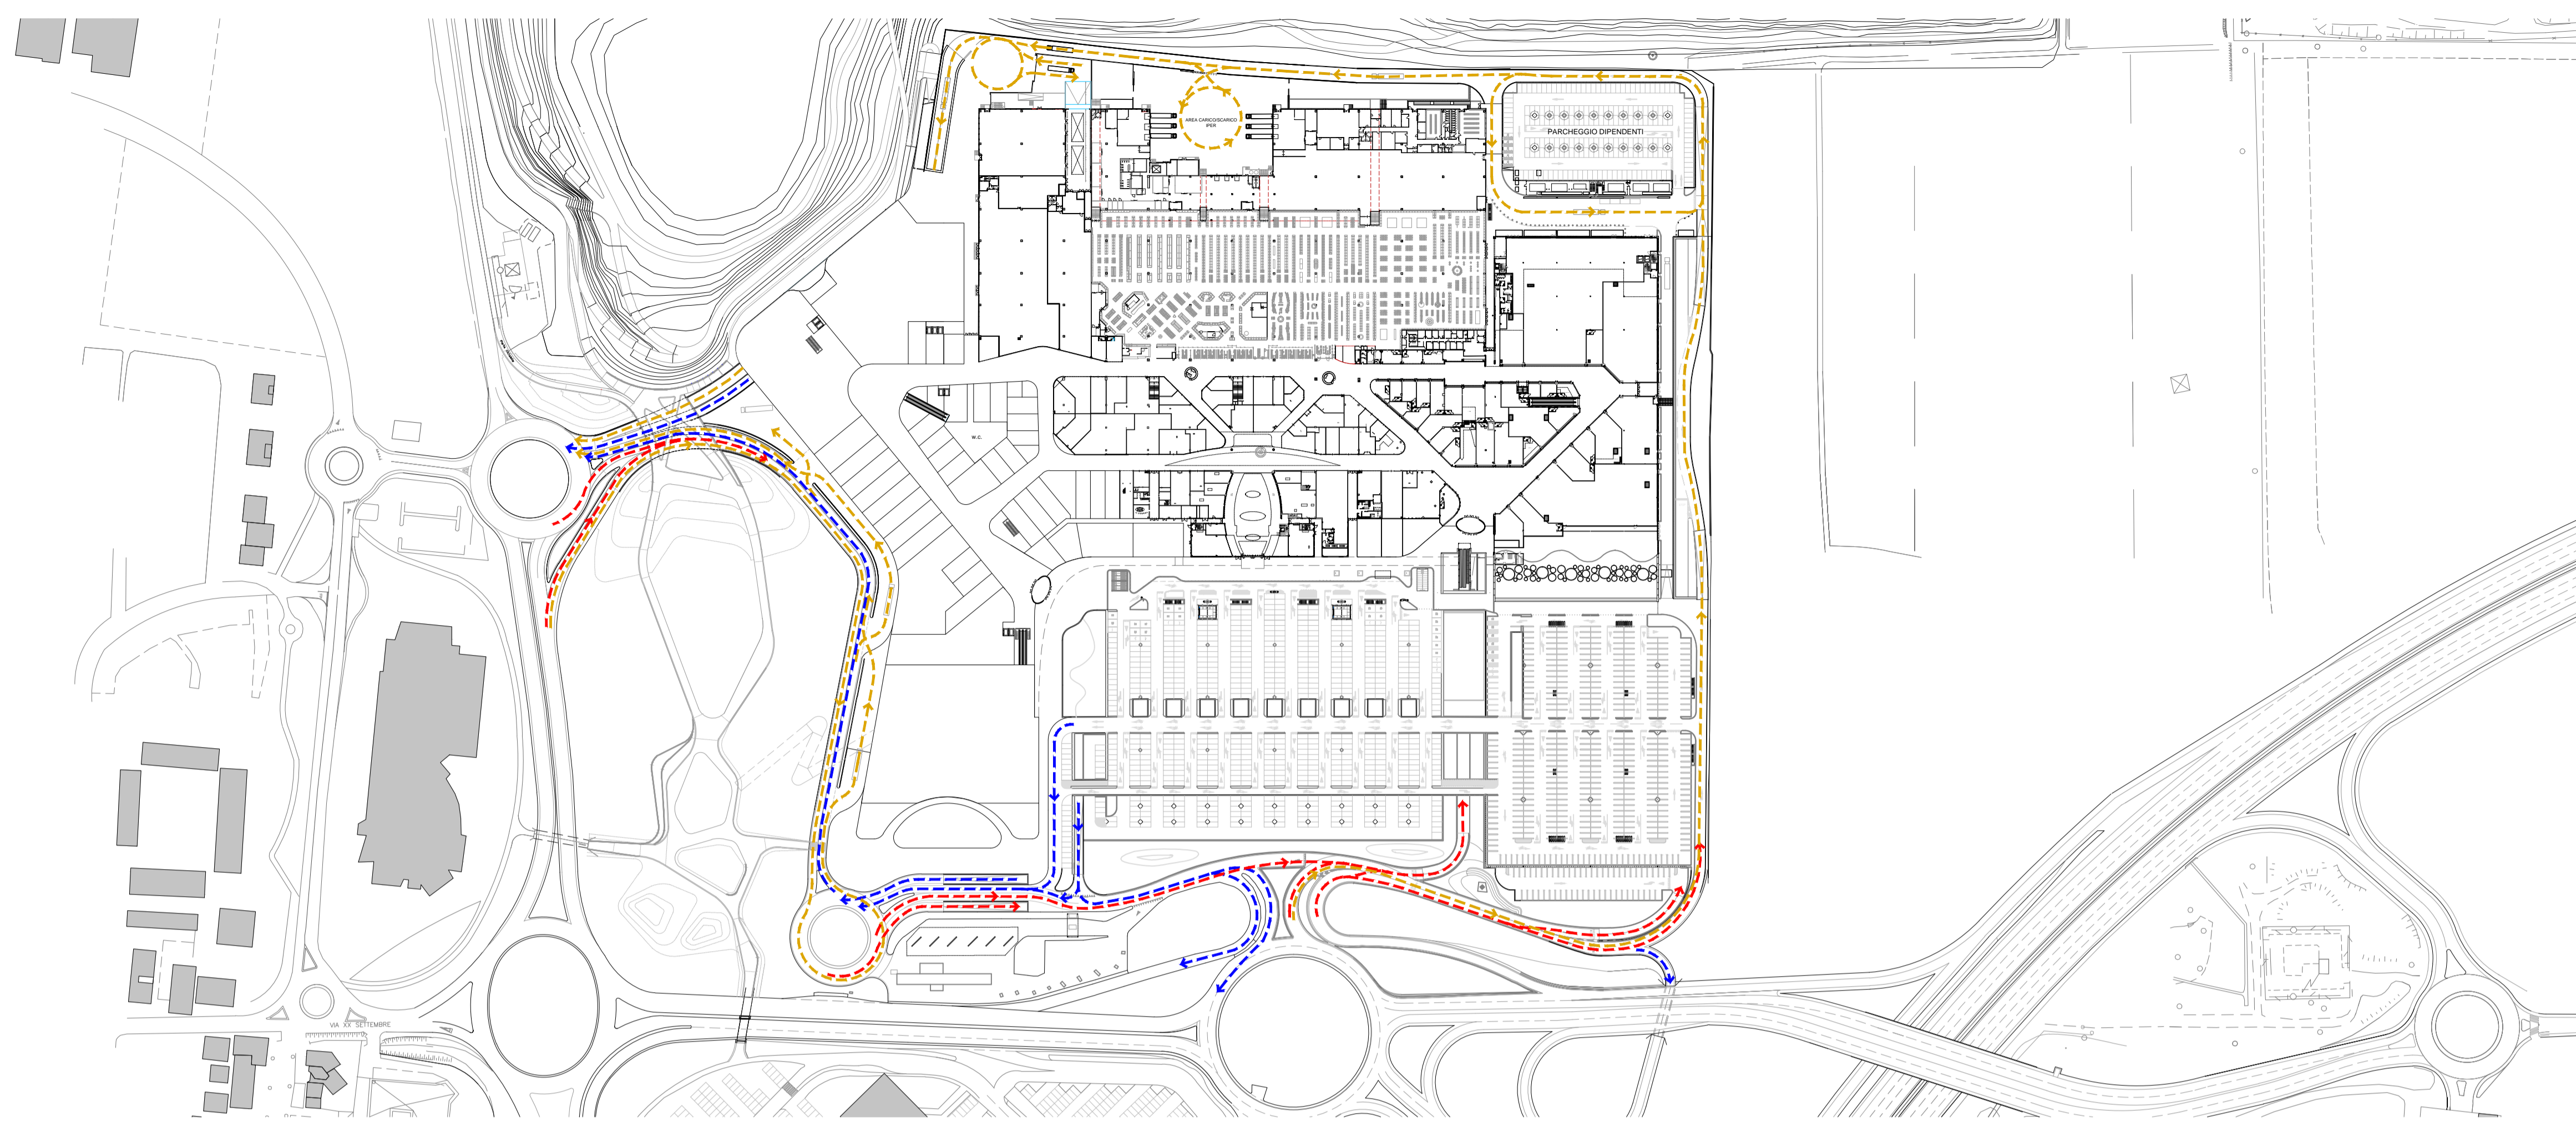 AREA CARICO/SCARICO
IPER
PARCHEGGIO DIPENDENTI
W.C.
VIA XX SETTEMBRE